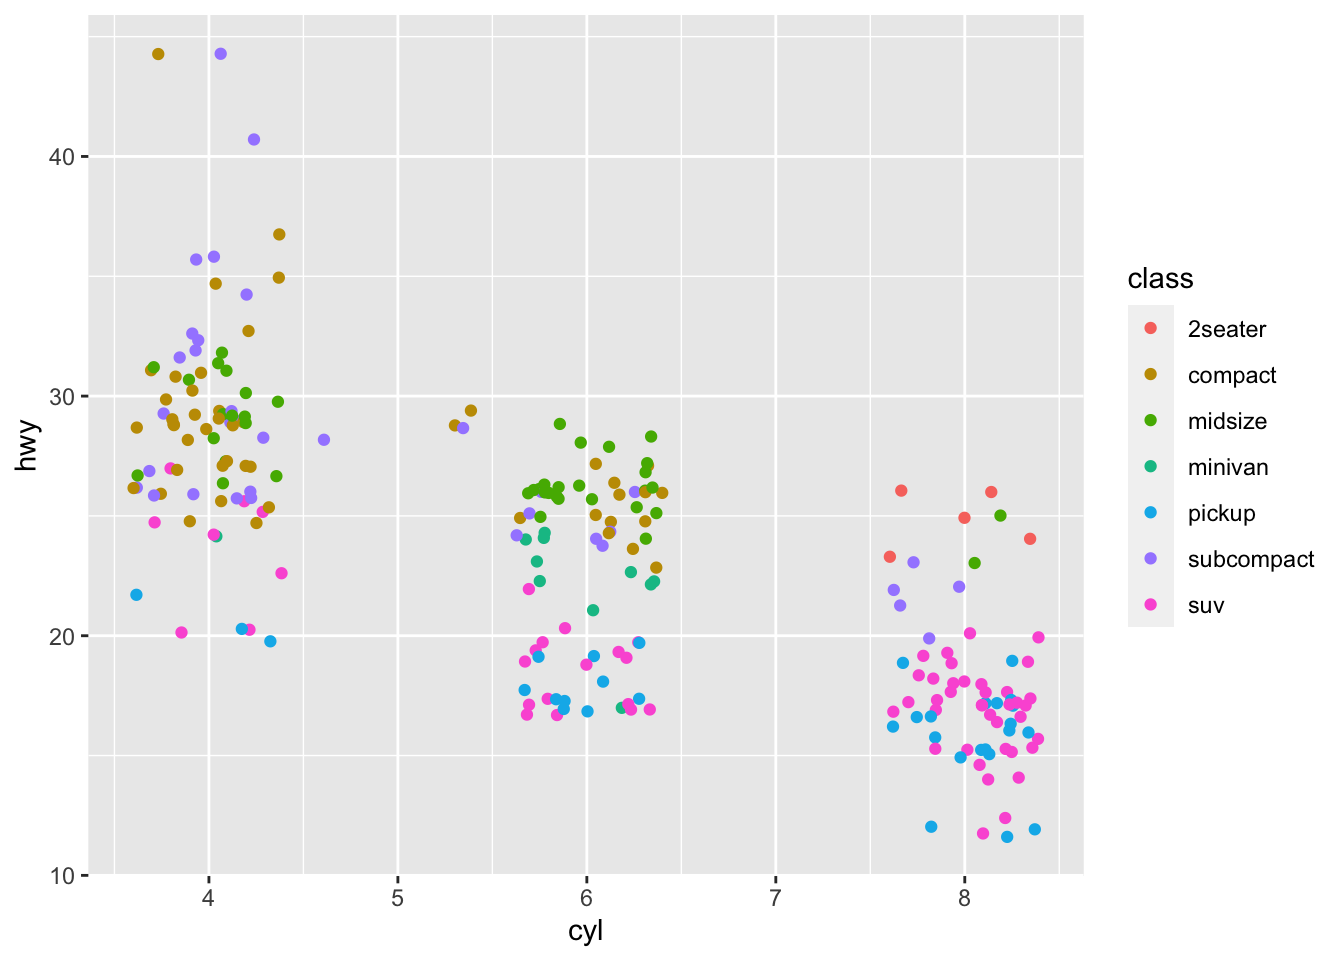 40
30
20
10
hwy
4 5 6 7 8
cyl
class
2seater
compact
midsize
minivan
pickup
subcompact
suv